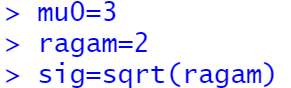 > mu0=3
> ragam=2
> sig=sqrt(ragam)